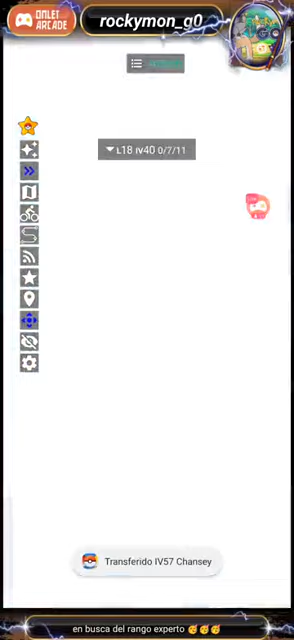 OMLET
ARCADE
rockymon_g0
L18 IV40 0/7/11
Transferido IV57 Chansey
en busca del rango experto 🥳🥳🥳